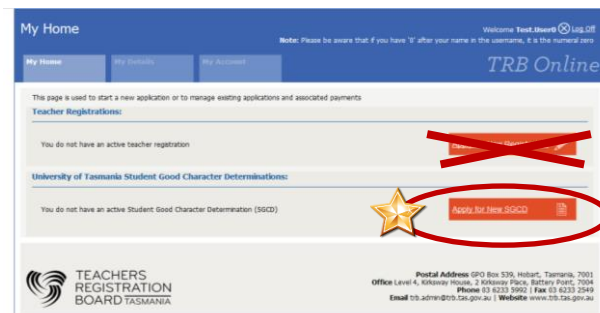 My Home
Welcome Test.User0 Log Off
Note: Please be aware that if you have '0' after your name in the username, it is the numeral zero
My Home My Details My Account
TRB Online
This page is used to start a new application or to manage existing applications and associated payments
Teacher Registrations:
You do not have an active teacher registration
University of Tasmania Student Good Character Determinations:
You do not have an active Student Good Character Determination (SGCD)
Apply for New SGCD
TEACHERS
REGISTRATION
BOARD TASMANIA
Postal Address GPO Box 539, Hobart, Tasmania, 7001
Office Level 4, Kirksway House, 2 Kirksway Place, Battery Point, 7004
Phone 03 6233 5992 | Fax 03 6233 2549
Email trb.admin@trb.tas.gov.au | Website www.trb.tas.gov.au